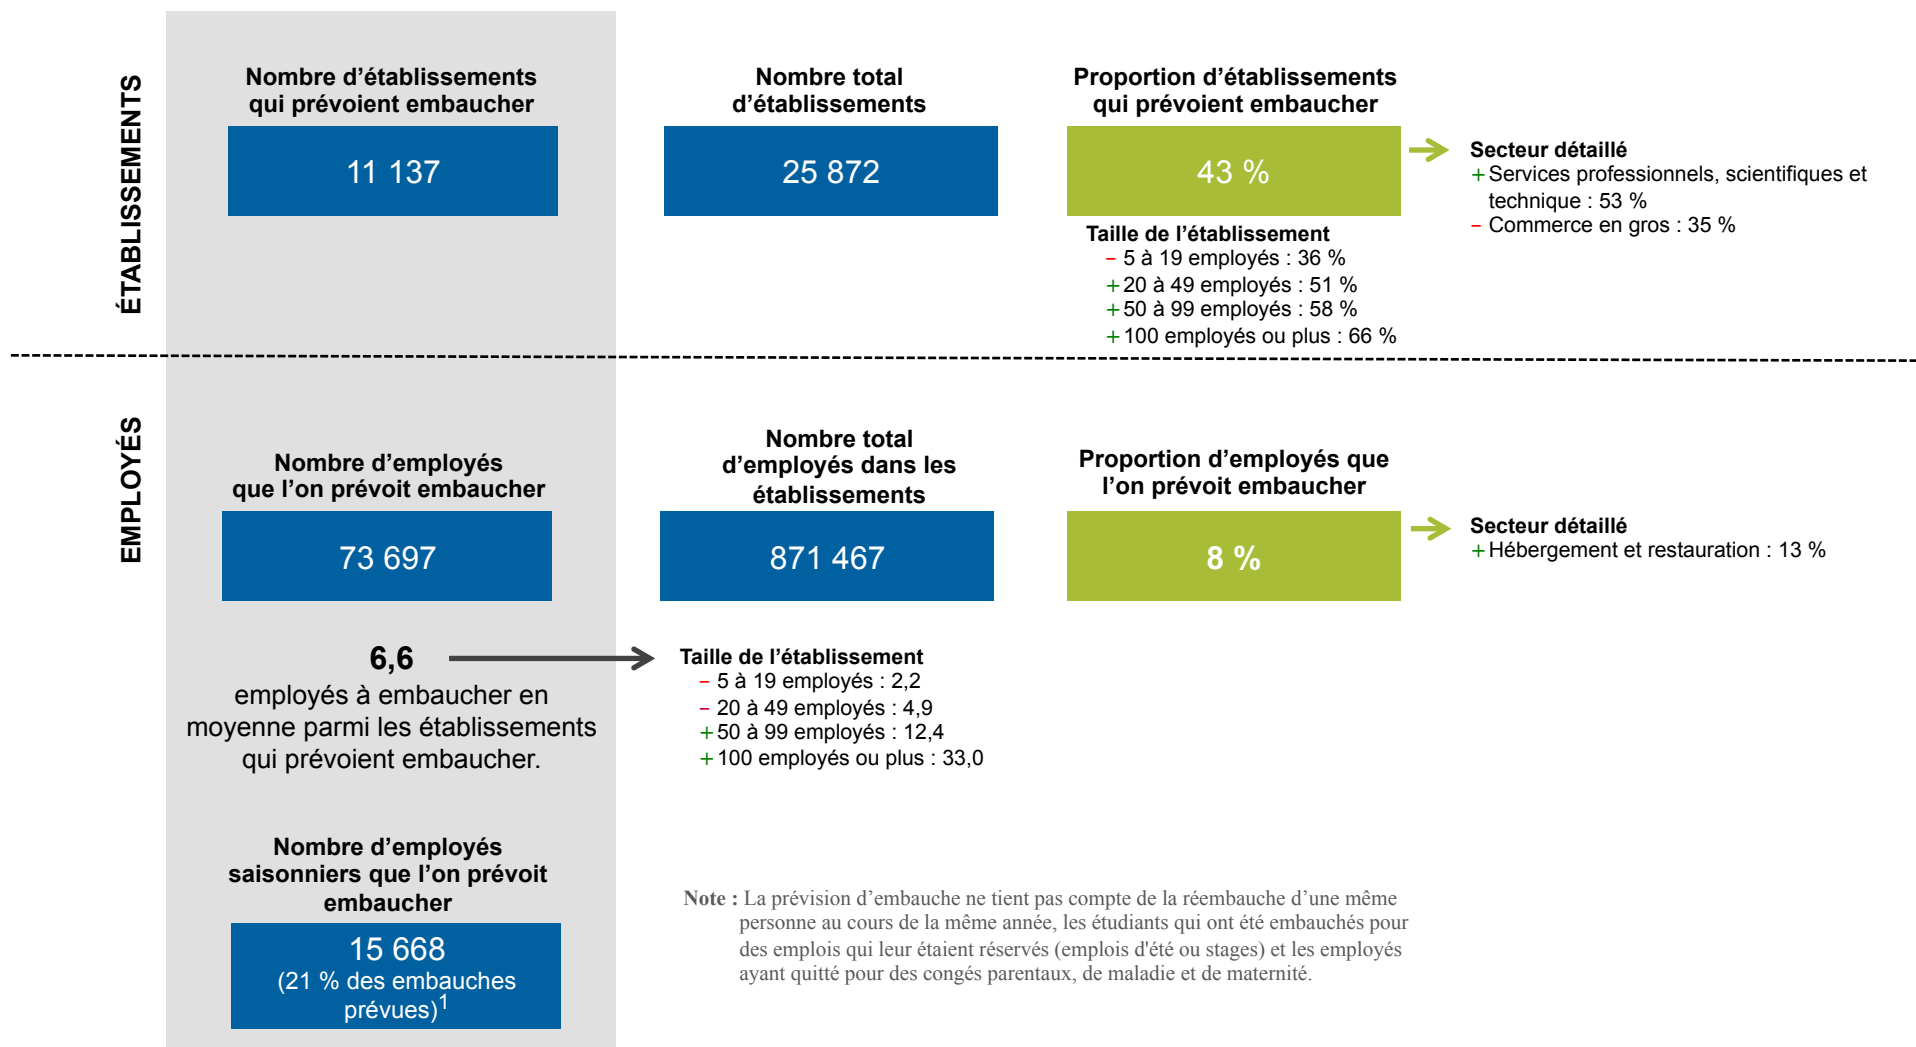 ÉTABLISSEMENTS
Nombre d’établissements
qui prévoient embaucher
11 137
Nombre total
d’établissements
25 872
Proportion d’établissements
qui prévoient embaucher
43 %
Taille de l’établissement
– 5 à 19 employés : 36 %
+ 20 à 49 employés : 51 %
+ 50 à 99 employés : 58 %
+ 100 employés ou plus : 66 %
Secteur détaillé
+ Services professionnels, scientifiques et
technique : 53 %
– Commerce en gros : 35 %
EMPLOYÉS
Nombre d’employés
que l’on prévoit embaucher
73 697
Nombre total
d’employés dans les
établissements
871 467
Proportion d’employés que
l’on prévoit embaucher
8 %
Secteur détaillé
+ Hébergement et restauration : 13 %
6,6
employés à embaucher en
moyenne parmi les établissements
qui prévoient embaucher.
Taille de l’établissement
– 5 à 19 employés : 2,2
– 20 à 49 employés : 4,9
+ 50 à 99 employés : 12,4
+ 100 employés ou plus : 33,0
Nombre d’employés
saisonniers que l’on prévoit
embaucher
15 668
(21 % des embauches
prévues)1
Note : La prévision d’embauche ne tient pas compte de la réembauche d’une même
personne au cours de la même année, les étudiants qui ont été embauchés pour
des emplois qui leur étaient réservés (emplois d'été ou stages) et les employés
ayant quitté pour des congés parentaux, de maladie et de maternité.